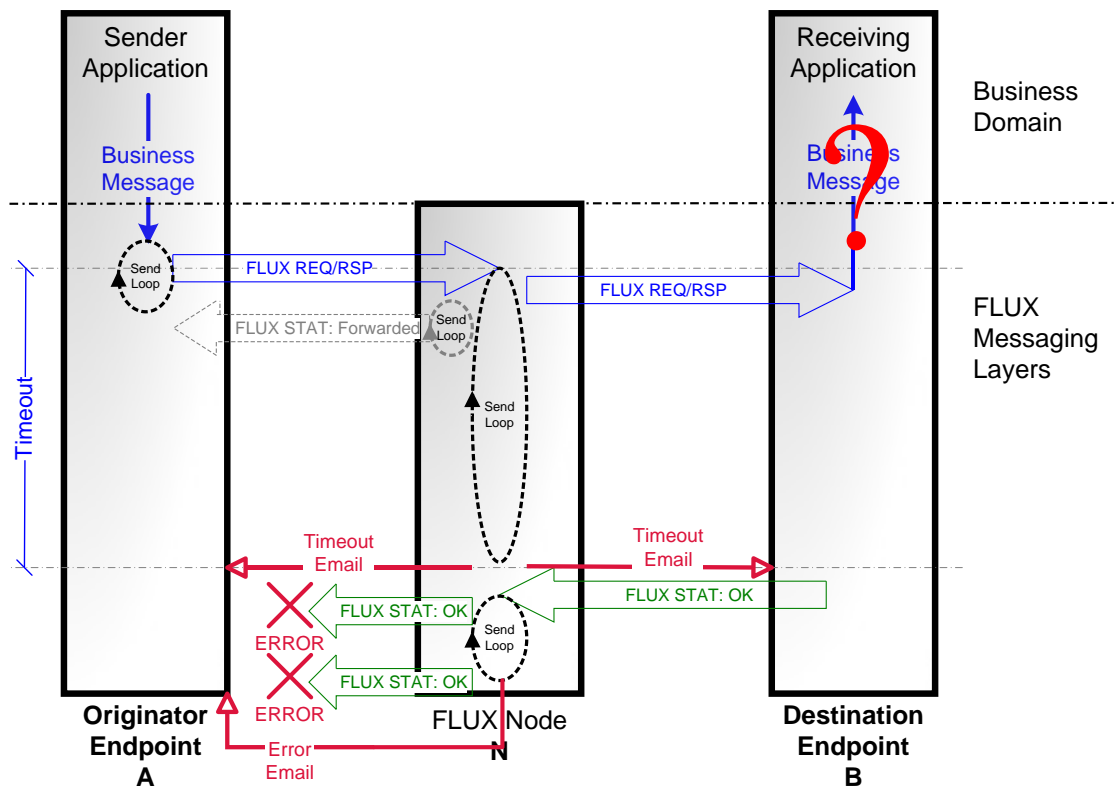 Sender
Application
Receiving
Application
Business
Domain
Business
Message
Business
Message
?
Send
Loop
FLUX REQ/RSP
FLUX REQ/RSP
FLUX STAT: Forwarded
Send
Loop
FLUX
Messaging
Layers
Timeout
Send
Loop
Timeout
Email
Timeout
Email
FLUX STAT: OK
FLUX STAT: OK
ERROR
Send
Loop
FLUX STAT: OK
ERROR
Originator
Endpoint
A
FLUX Node
N
Destination
Endpoint
B
Error
Email